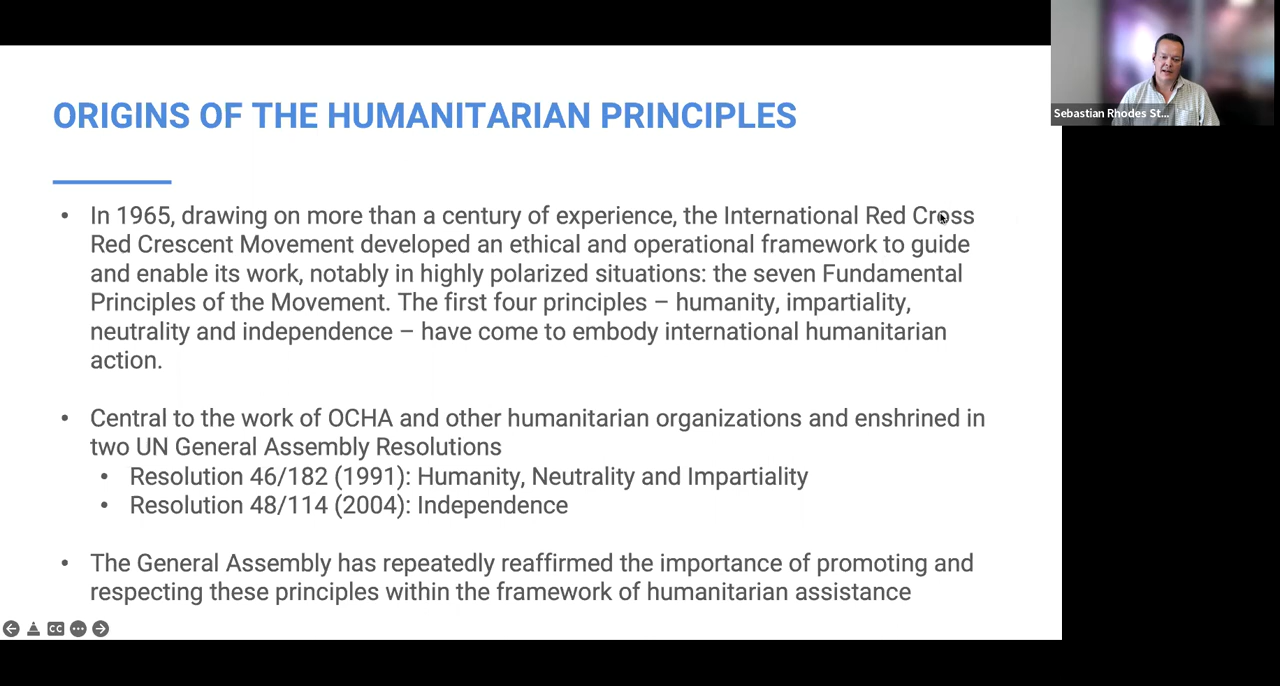 ORIGINS OF THE HUMANITARIAN PRINCIPLES
• In 1965, drawing on more than a century of experience, the International Red Cross
Red Crescent Movement developed an ethical and operational framework to guide
and enable its work, notably in highly polarized situations: the seven Fundamental
Principles of the Movement. The first four principles – humanity, impartiality,
neutrality and independence – have come to embody international humanitarian
action.
• Central to the work of OCHA and other humanitarian organizations and enshrined in
two UN General Assembly Resolutions
• Resolution 46/182 (1991): Humanity, Neutrality and Impartiality
• Resolution 48/114 (2004): Independence
• The General Assembly has repeatedly reaffirmed the importance of promoting and
respecting these principles within the framework of humanitarian assistance
CC
Sebastian Rhodes St...